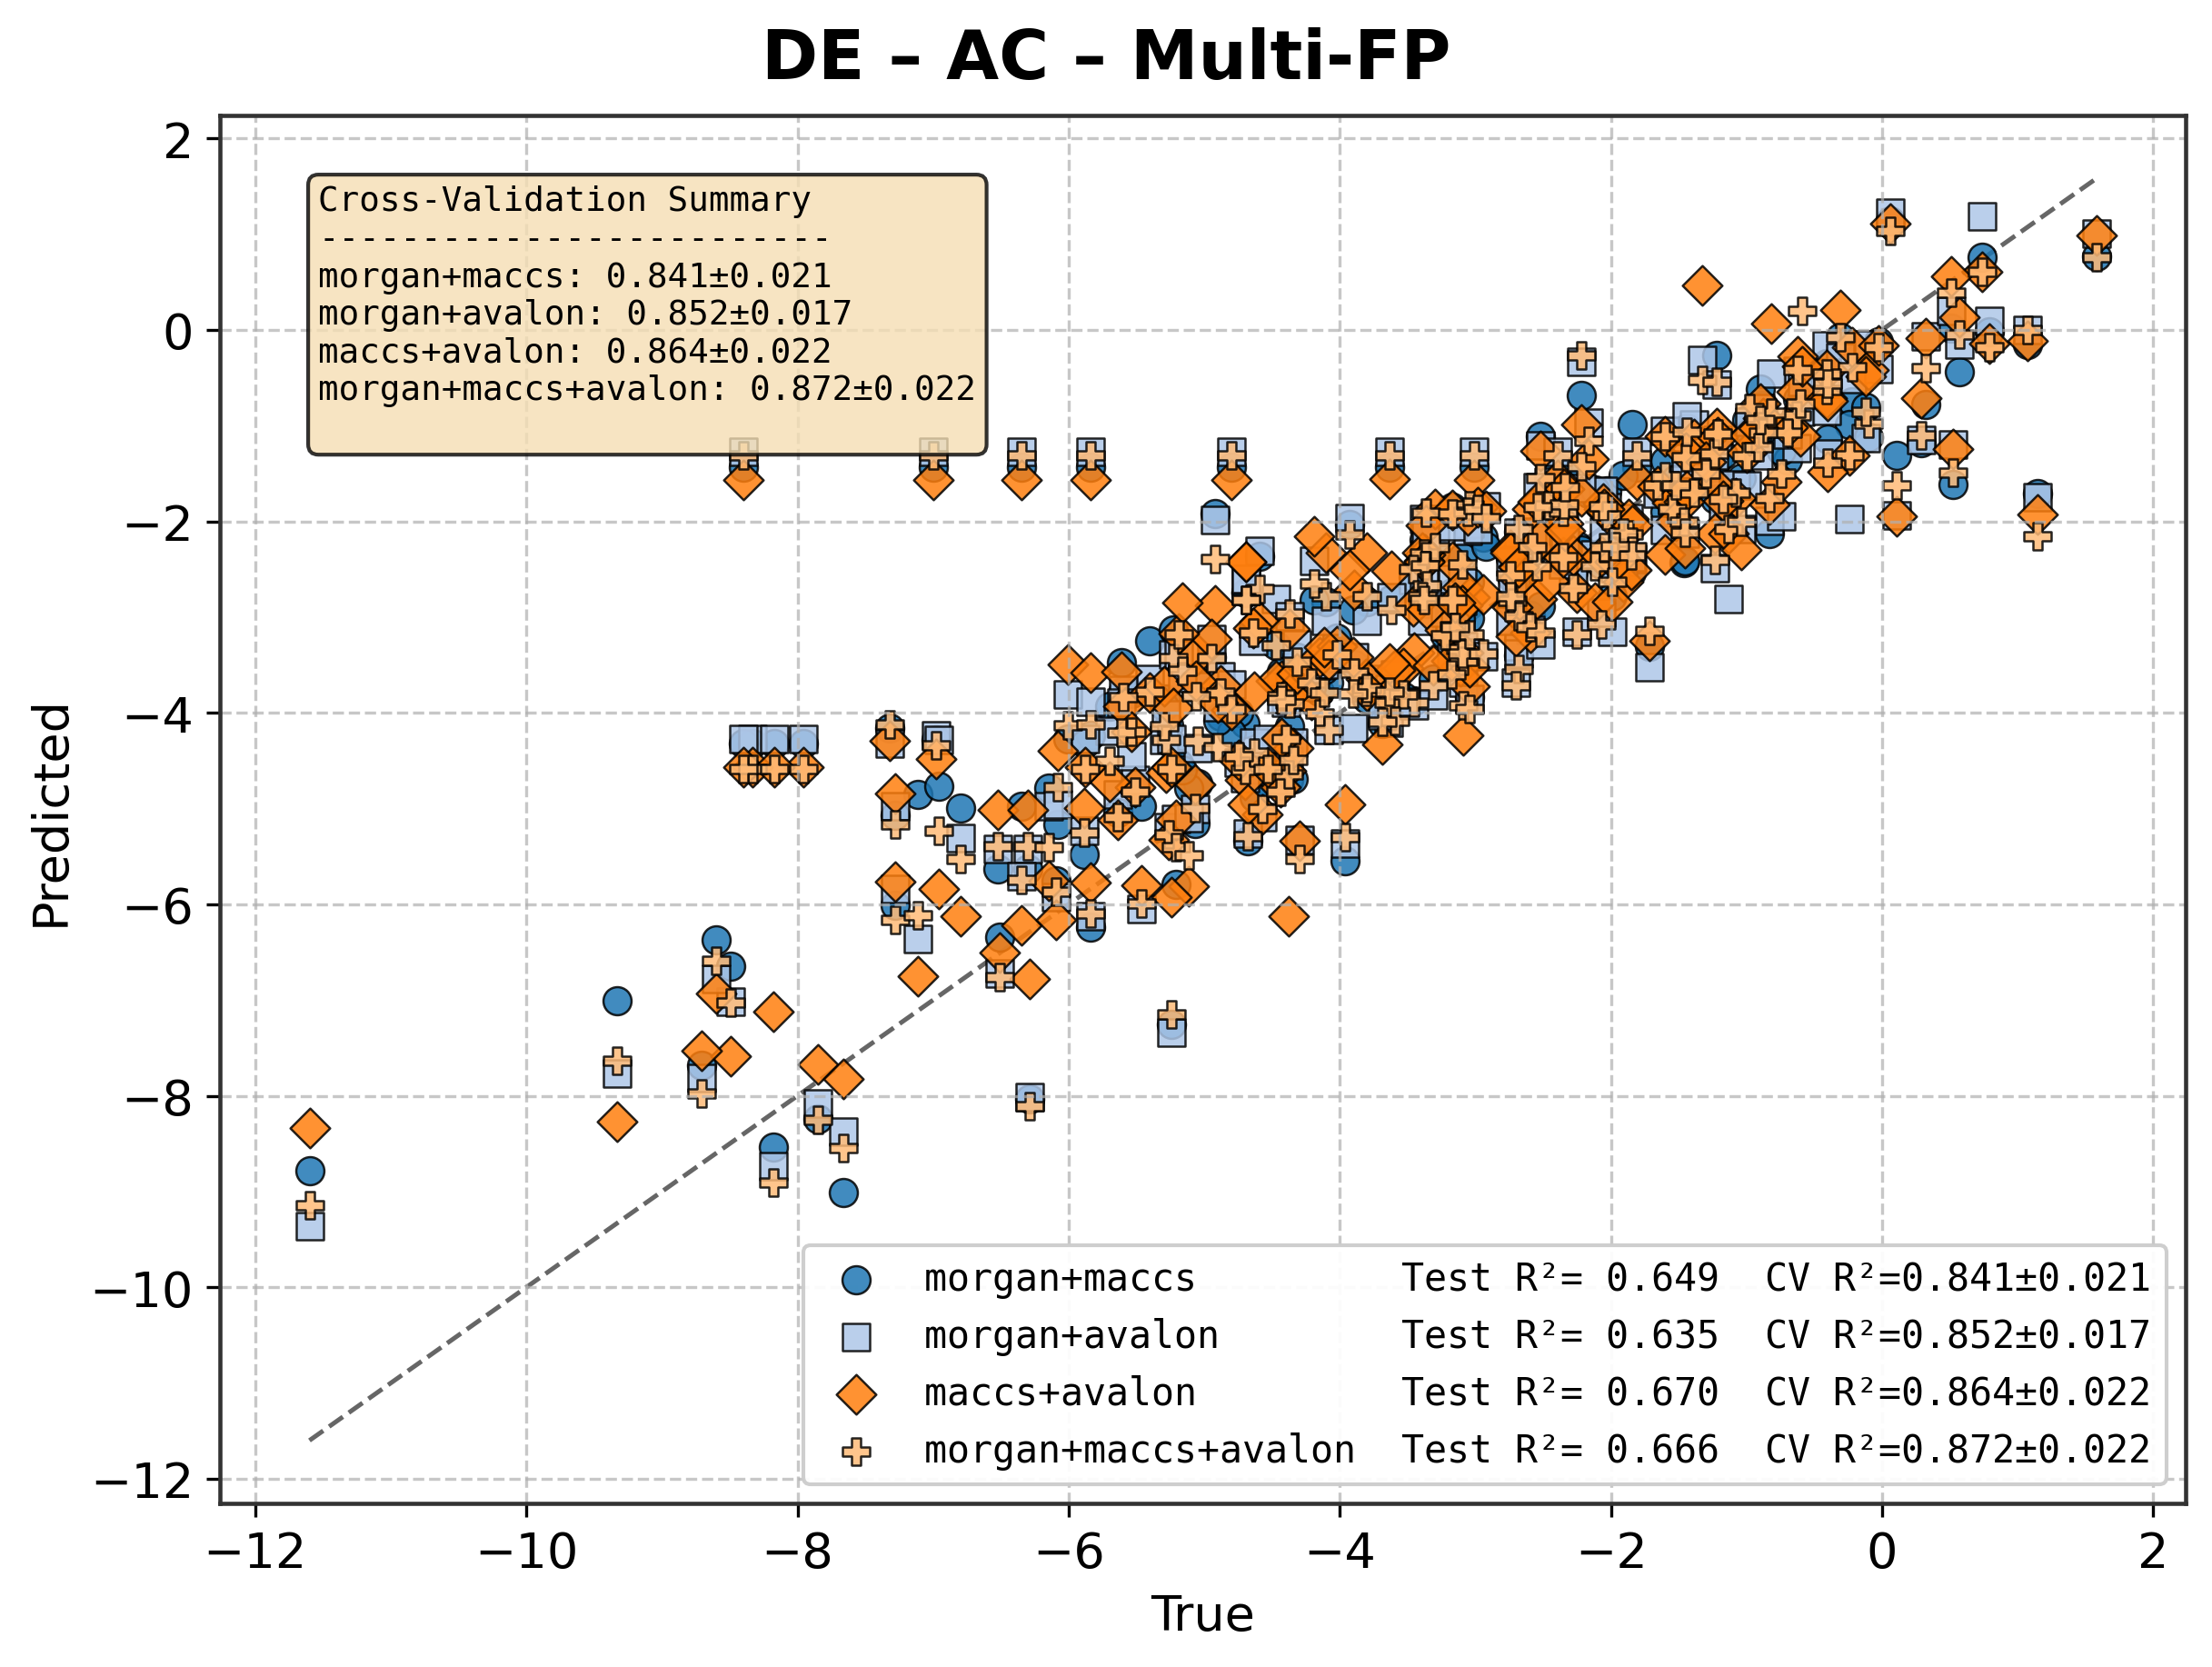 DE – AC – Multi-FP
2
0
−2
−4
−6
−8
−10
−12
Predicted
Cross-Validation Summary
-------------------------
morgan+maccs: 0.841±0.021
morgan+avalon: 0.852±0.017
maccs+avalon: 0.864±0.022
morgan+maccs+avalon: 0.872±0.022
morgan+maccs Test R²= 0.649 CV R²=0.841±0.021
morgan+avalon Test R²= 0.635 CV R²=0.852±0.017
maccs+avalon Test R²= 0.670 CV R²=0.864±0.022
morgan+maccs+avalon Test R²= 0.666 CV R²=0.872±0.022
−12 −10 −8 −6 −4 −2 0 2
True